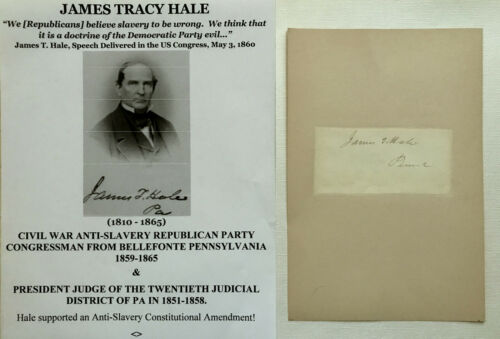 JAMES TRACY HALE
"We [Republicans] believe slavery to be wrong. We think that
it is a doctrine of the Democratic Party evil..."
James T. Hale, Speech Delivered in the US Congress, May 3, 1860
James T. Hale
Pa
(1810 - 1865)
CIVIL WAR ANTI-SLAVERY REPUBLICAN PARTY
CONGRESSMAN FROM BELLEFONTE PENNSYLVANIA
1859-1865
&
PRESIDENT JUDGE OF THE TWENTIETH JUDICIAL
DISTRICT OF PA IN 1851-1858.
Hale supported an Anti-Slavery Constitutional Amendment!
James T. Hale
Penna